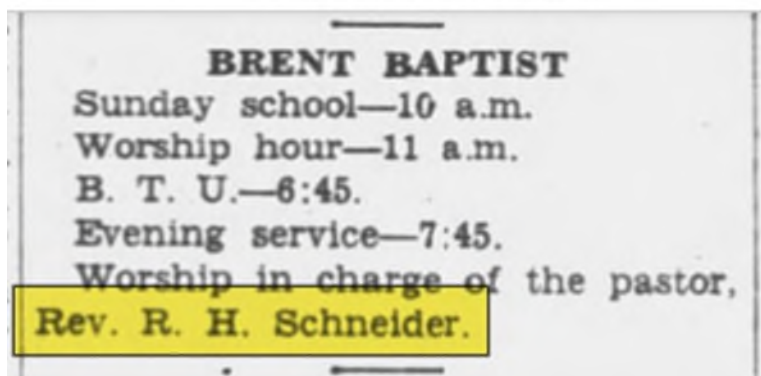 BRENT BAPTIST
Sunday school—10 a.m.
Worship hour—11 a.m.
B. T. U.—6:45.
Evening service—7:45.
Worship in charge of the pastor,
Rev. R. H. Schneider.